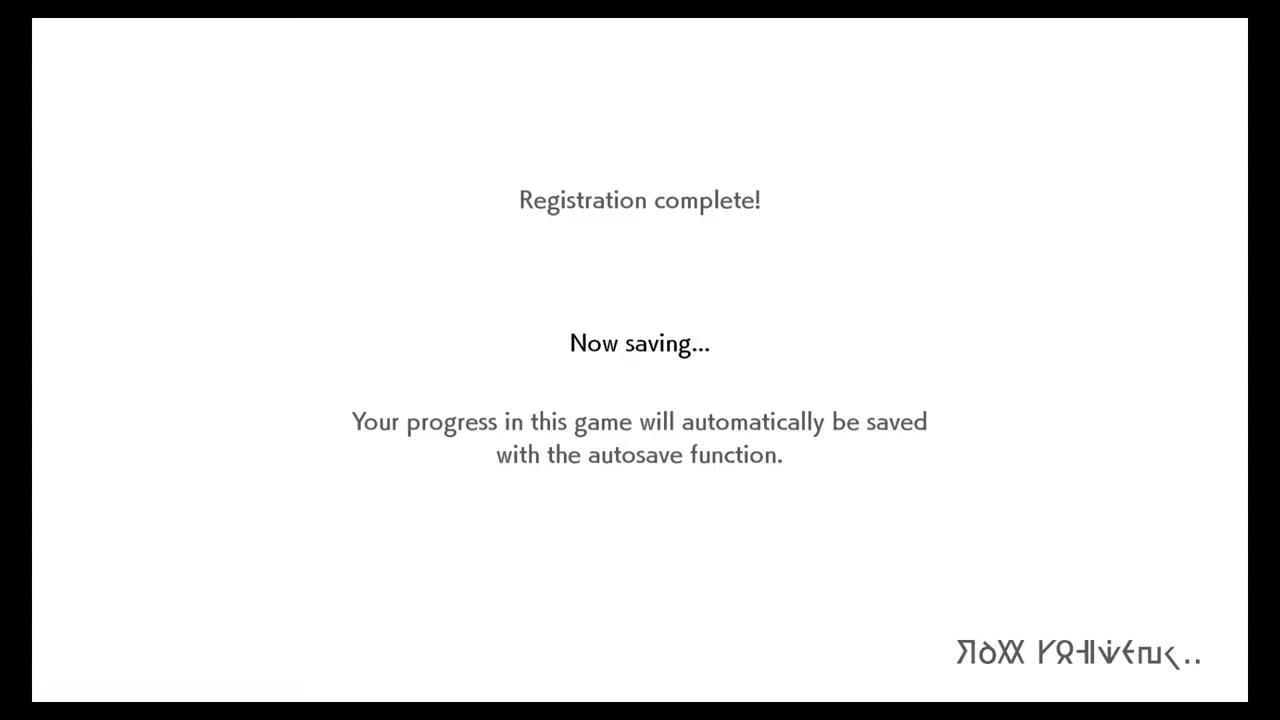 Registration complete!
Now saving...
Your progress in this game will automatically be saved
with the autosave function.